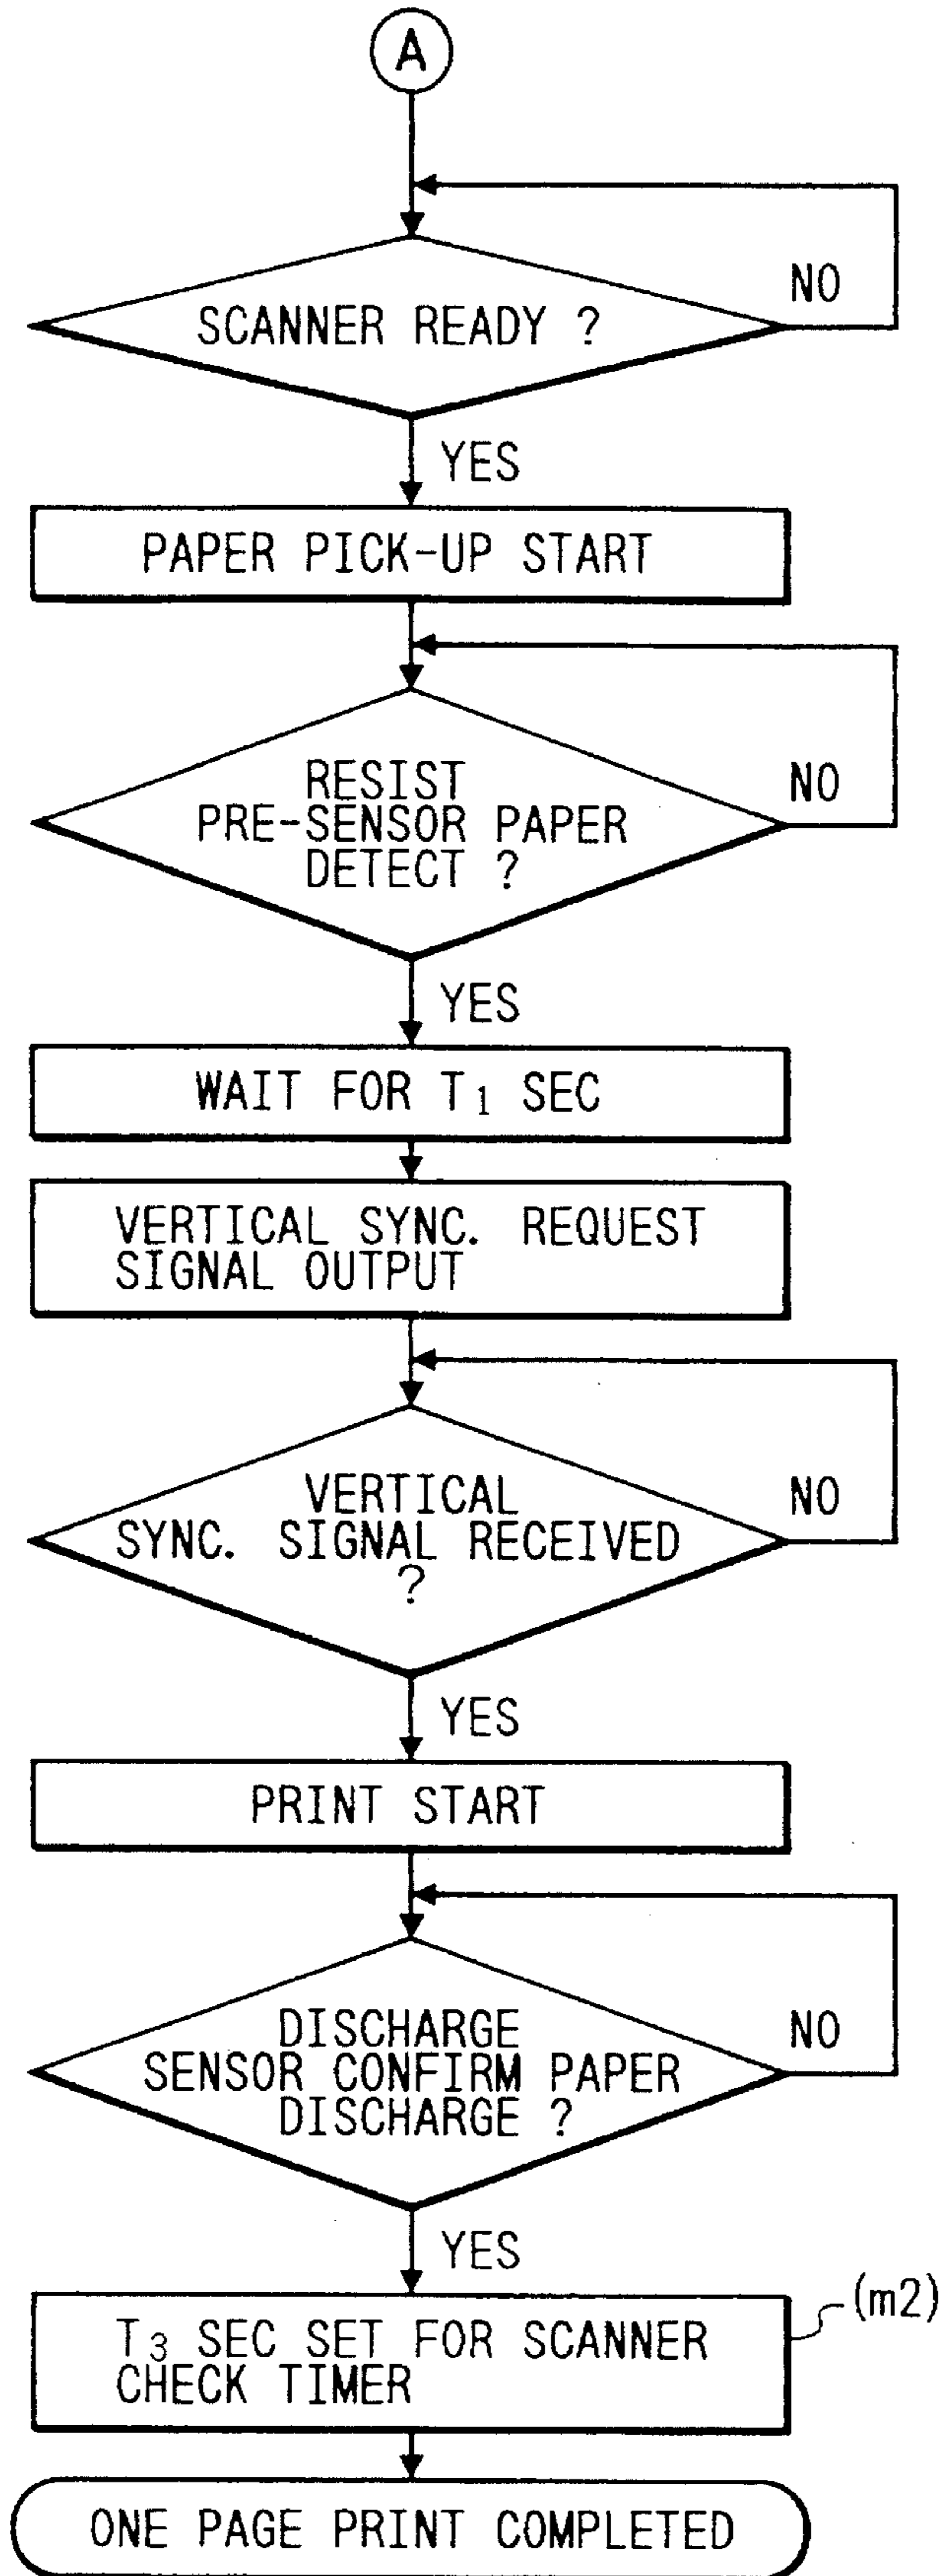 A
SCANNER READY ?
NO
YES
PAPER PICK-UP START
RESIST
PRE-SENSOR PAPER
DETECT ?
NO
YES
WAIT FOR T1 SEC
VERTICAL SYNC. REQUEST
SIGNAL OUTPUT
VERTICAL
SYNC. SIGNAL RECEIVED
?
NO
YES
PRINT START
DISCHARGE
SENSOR CONFIRM PAPER
DISCHARGE ?
NO
YES
(m2)
T3 SEC SET FOR SCANNER
CHECK TIMER
ONE PAGE PRINT COMPLETED